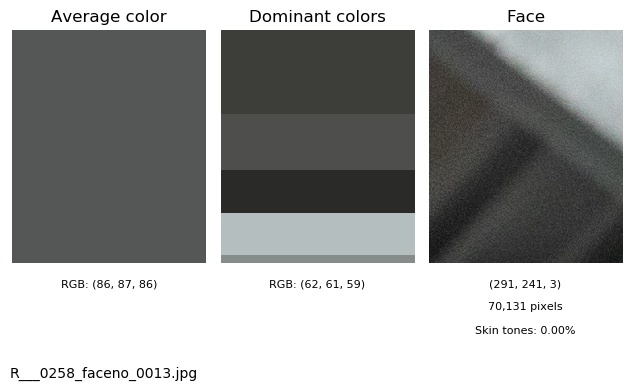 Average color
Dominant colors
Face
RGB: (86, 87, 86)
RGB: (62, 61, 59)
(291, 241, 3)
70,131 pixels
Skin tones: 0.00%
R___0258_faceno_0013.jpg